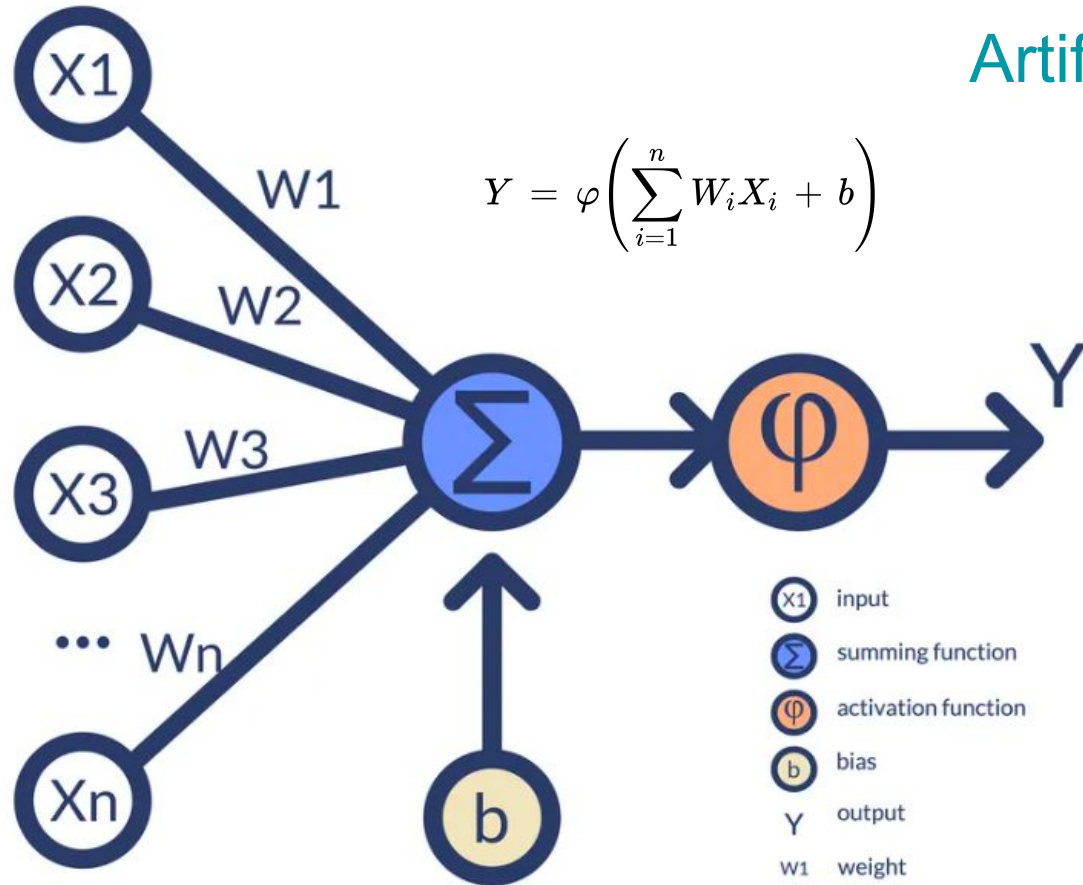 Artif
X1
W1
Y = φ(∑_{i=1}^{n} W_i X_i + b)
X2
W2
Σ
φ
Y
W3
X3
... Wn
Xn
b
X1 input
Σ summing function
φ activation function
b bias
Y output
W1 weight